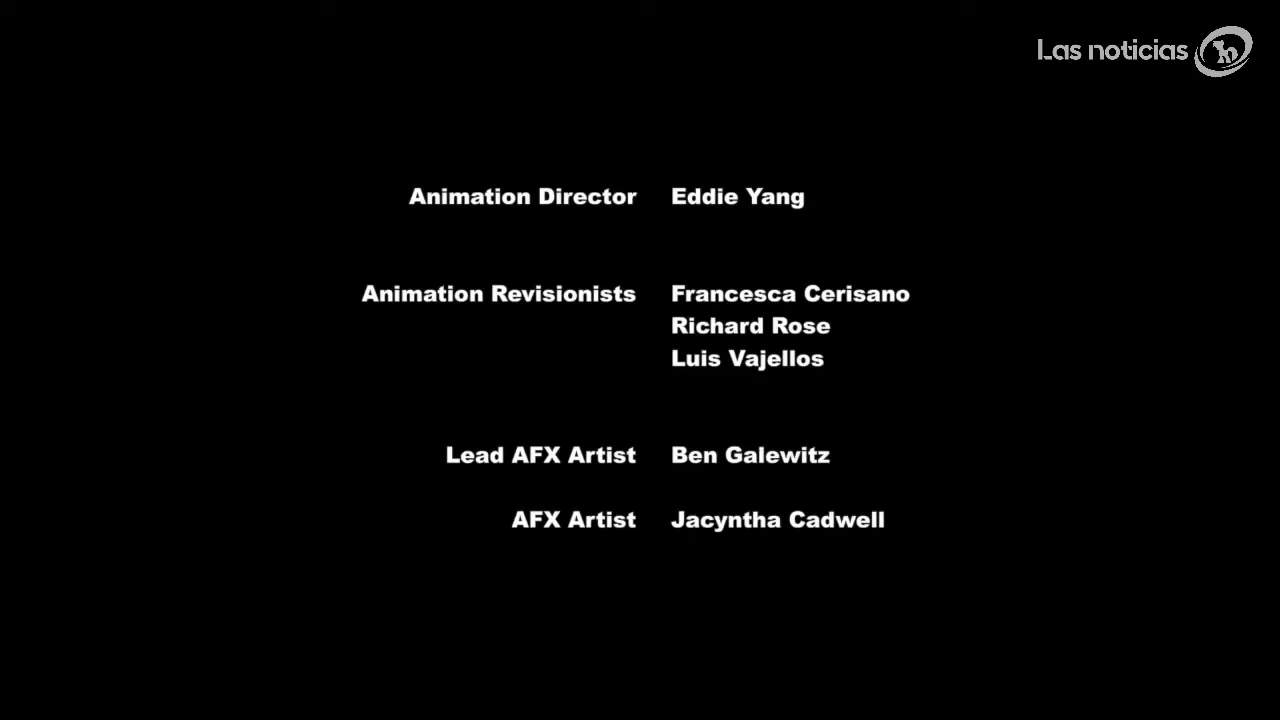 Las noticias
Animation Director Eddie Yang
Animation Revisionists Francesca Cerisano
Richard Rose
Luis Vajellos
Lead AFX Artist Ben Galewitz
AFX Artist Jacyntha Cadwell